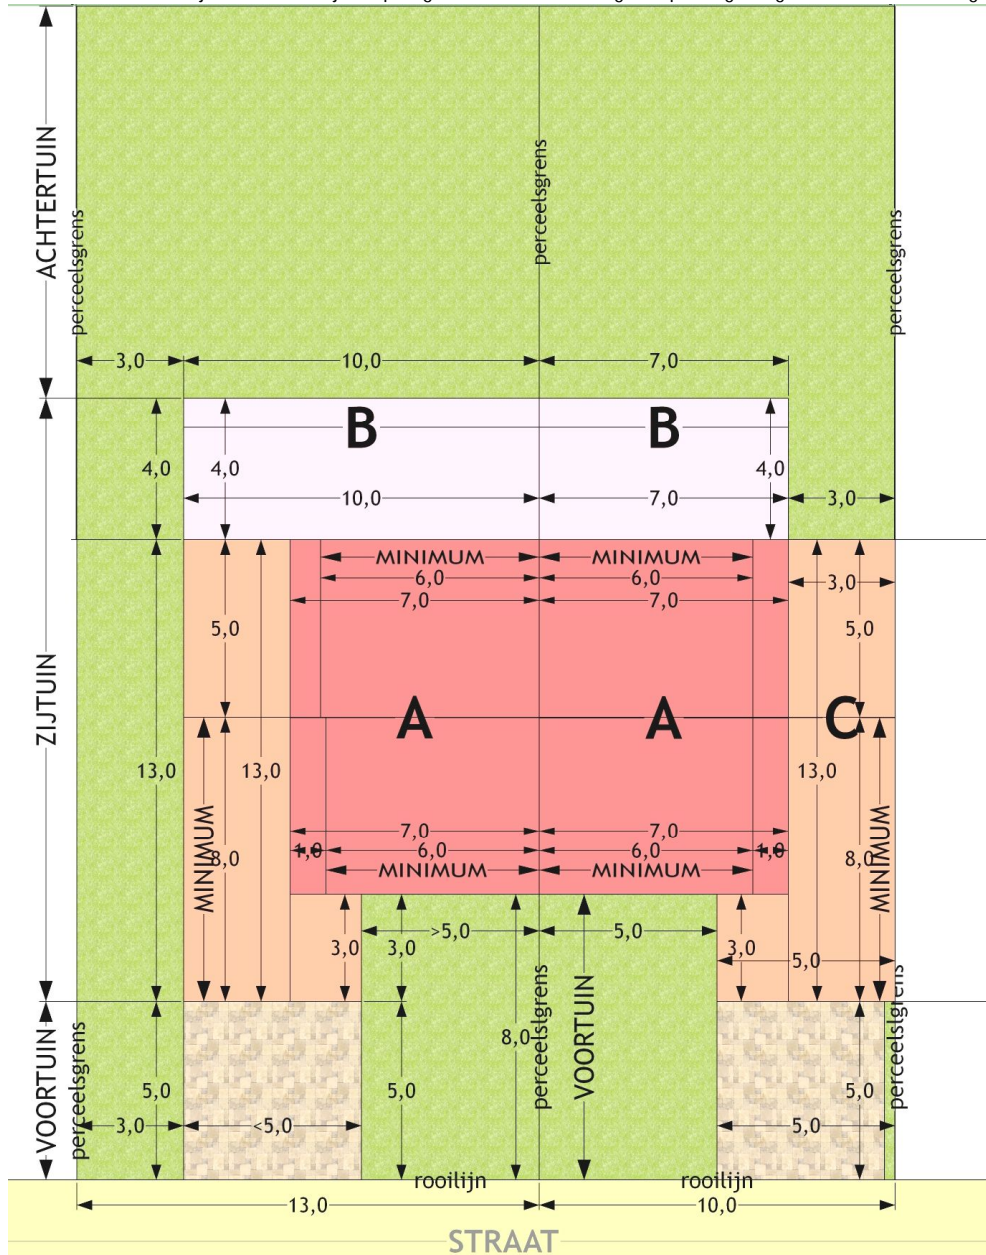 ACHTERTUIN
perceelsgrens
perceelsgrens
perceelsgrens
3,0
10,0
7,0
B
B
4,0
4,0
4,0
10,0
7,0
3,0
MINIMUM
MINIMUM
6,0
6,0
3,0
7,0
7,0
5,0
5,0
ZIJTUIN
A
A
C
13,0
13,0
13,0
MINIMUM
8,0
MINIMUM
8,0
7,0
7,0
1,0
6,0
6,0
1,0
MINIMUM
MINIMUM
>5,0
5,0
3,0
3,0
3,0
5,0
VOORTUIN
perceelsgrens
8,0
perceelslgrens
VOORTUIN
perceelslgrens
5,0
5,0
5,0
3,0
<5,0
5,0
rooilijn
rooilijn
13,0
10,0
STRAAT